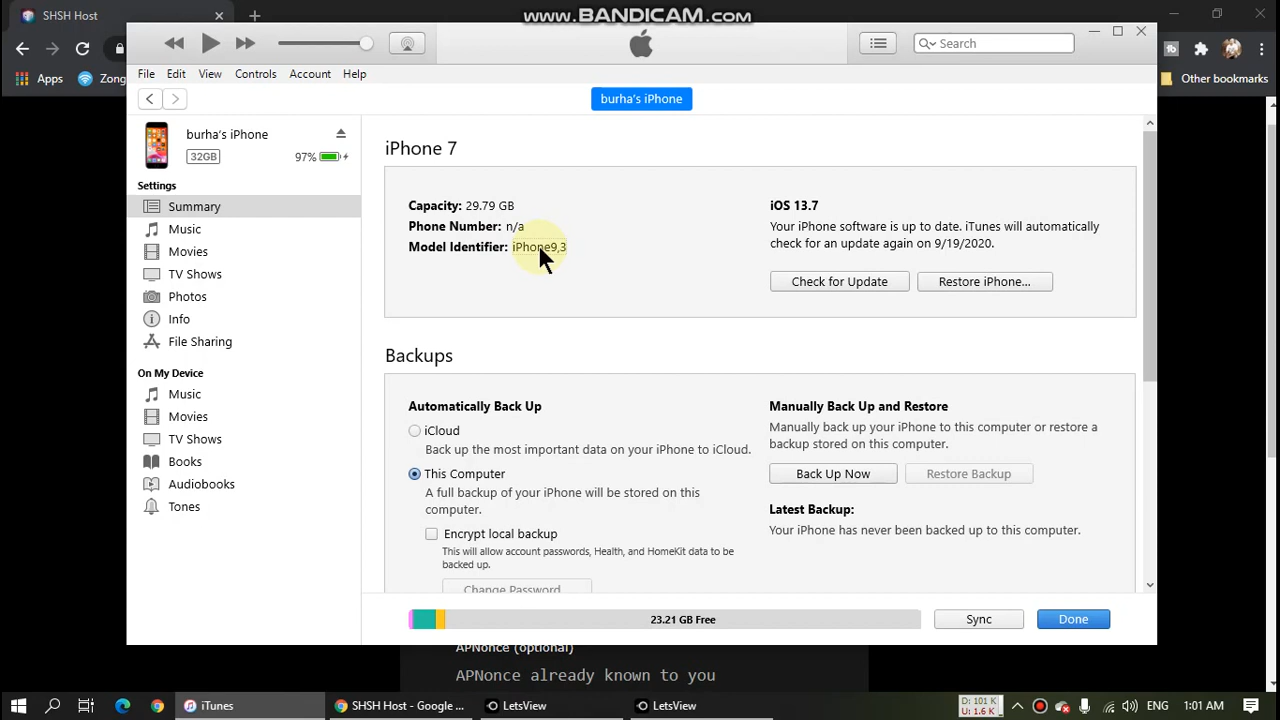 www.BANDICAM.com
SHSH Host
Search
File Edit View Controls Account Help
Apps
Other bookmarks
burha's iPhone
burha's iPhone
32GB
97%
Settings
Summary
Music
Movies
TV Shows
Photos
Info
File Sharing
On My Device
Music
Movies
TV Shows
Books
Audiobooks
Tones
iPhone 7
Capacity: 29.79 GB
Phone Number: n/a
Model Identifier: iPhone9,3
iOS 13.7
Your iPhone software is up to date. iTunes will automatically
check for an update again on 9/19/2020.
Check for Update
Restore iPhone...
Backups
Automatically Back Up
iCloud
Back up the most important data on your iPhone to iCloud.
This Computer
A full backup of your iPhone will be stored on this
computer.
Encrypt local backup
This will allow account passwords, Health, and HomeKit data to be
backed up.
Change Password
Manually Back Up and Restore
Manually back up your iPhone to this computer or restore a
backup stored on this computer.
Back Up Now
Restore Backup
Latest Backup:
Your iPhone has never been backed up to this computer.
23.21 GB Free
Sync
Done
APNonce (optional)
APNonce already known to you
iTunes
SHSH Host - Google ...
LetsView
LetsView
D: 101 K
U: 1.6 K
1:01 AM